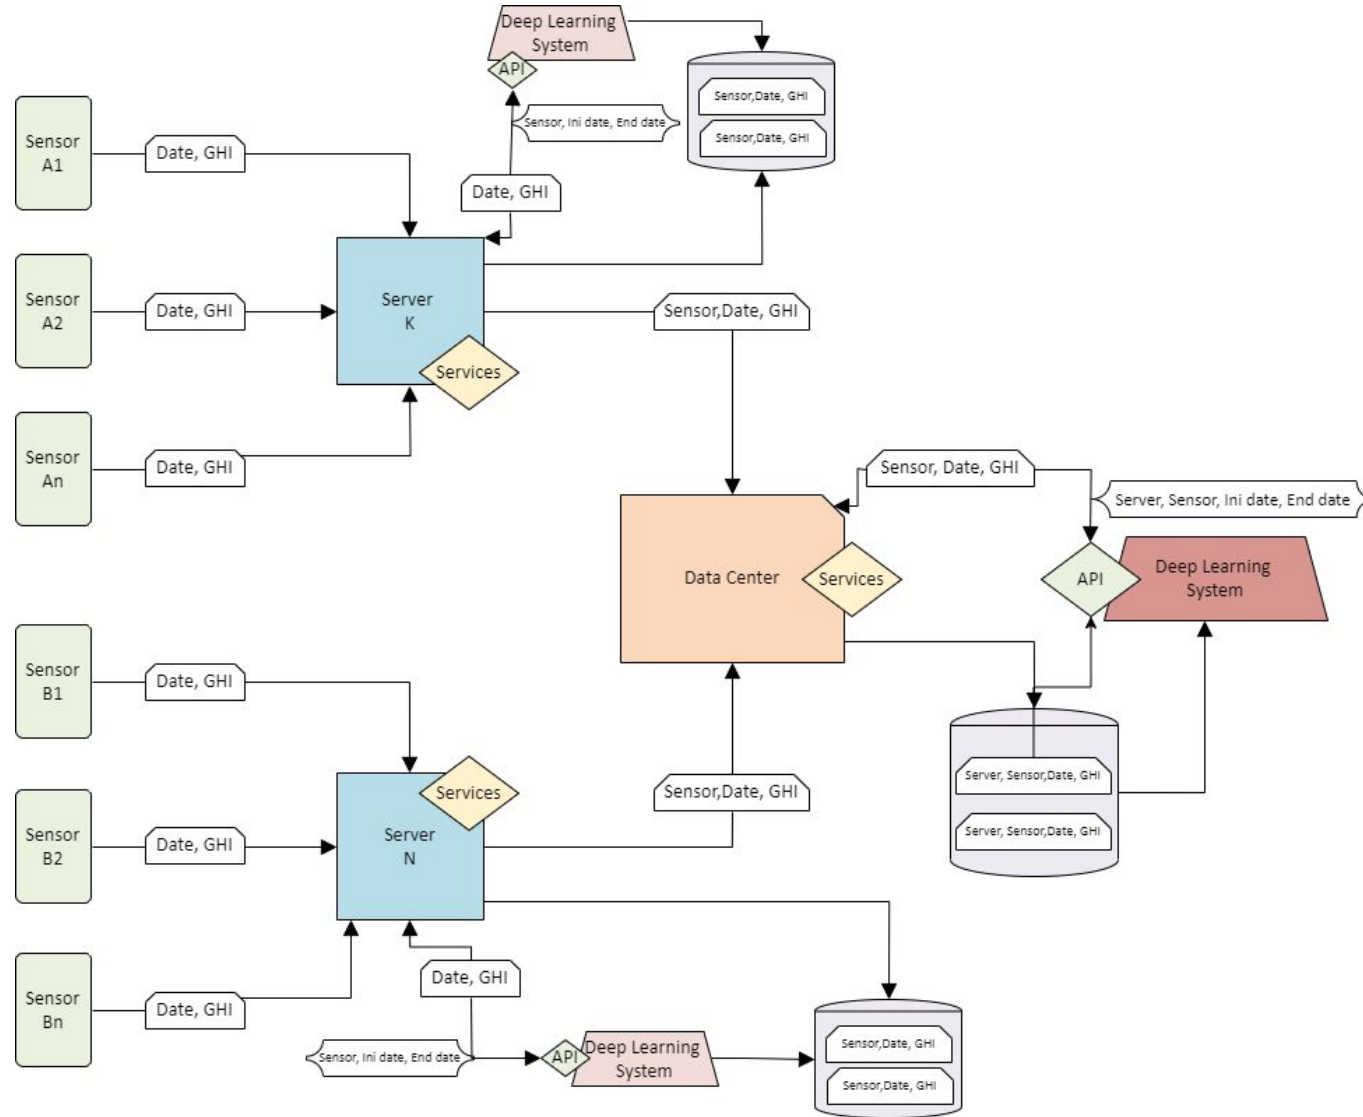 Deep Learning
System
API
Sensor,Date, GHI
Sensor,Date, GHI
Sensor, Ini date, End date
Sensor
A1
Date, GHI
Date, GHI
Sensor
A2
Date, GHI
Server
K
Services
Sensor,Date, GHI
Sensor
An
Date, GHI
Sensor, Date, GHI
Server, Sensor, Ini date, End date
Data Center
Services
API
Deep Learning
System
Sensor
B1
Date, GHI
Server, Sensor,Date, GHI
Server, Sensor,Date, GHI
Sensor,Date, GHI
Services
Server
N
Sensor
B2
Date, GHI
Sensor
Bn
Date, GHI
Date, GHI
Sensor, Ini date, End date
API
Deep Learning
System
Sensor,Date, GHI
Sensor,Date, GHI